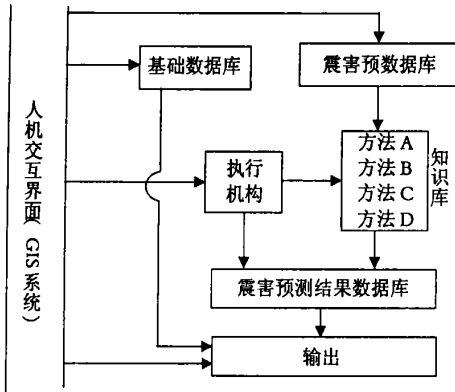 人机交互界面（GIS系统）
基础数据库
震害预数据库
执行
机构
方法A
方法B
方法C
方法D
知识库
震害预测结果数据库
输出